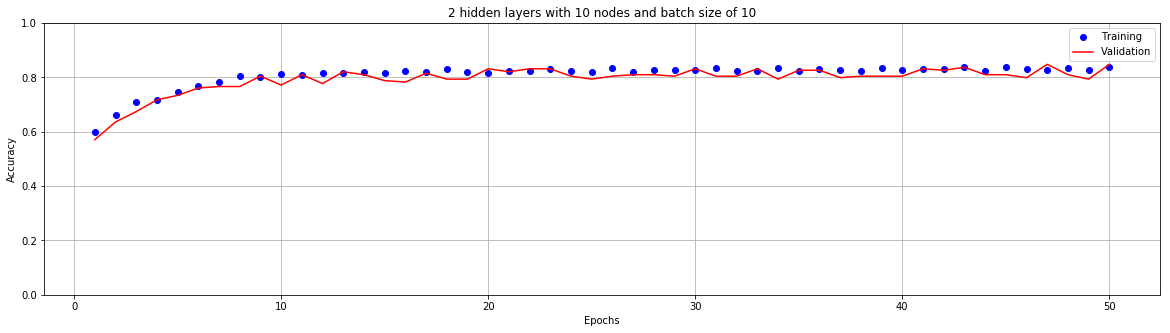 2 hidden layers with 10 nodes and batch size of 10
1.0
0.8
0.6
0.4
0.2
0.0
Accuracy
Training
Validation
0 10 20 30 40 50
Epochs